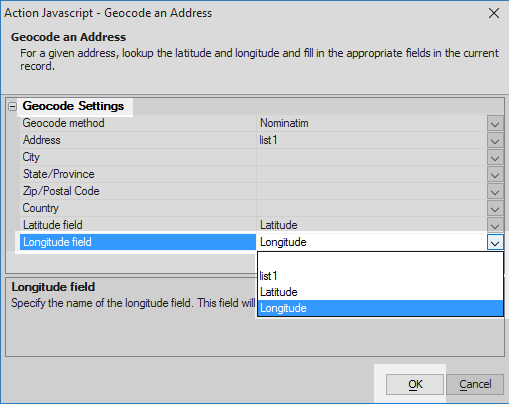 Action Javascript - Geocode an Address
Geocode an Address
For a given address, lookup the latitude and longitude and fill in the appropriate fields in the current
record.
Geocode Settings
Geocode method Nominatim
Address list1
City
State/Province
Zip/Postal Code
Country
Latitude field Latitude
Longitude field Longitude
list1
Latitude
Longitude
Longitude field
Specify the name of the longitude field. This field will
OK Cancel